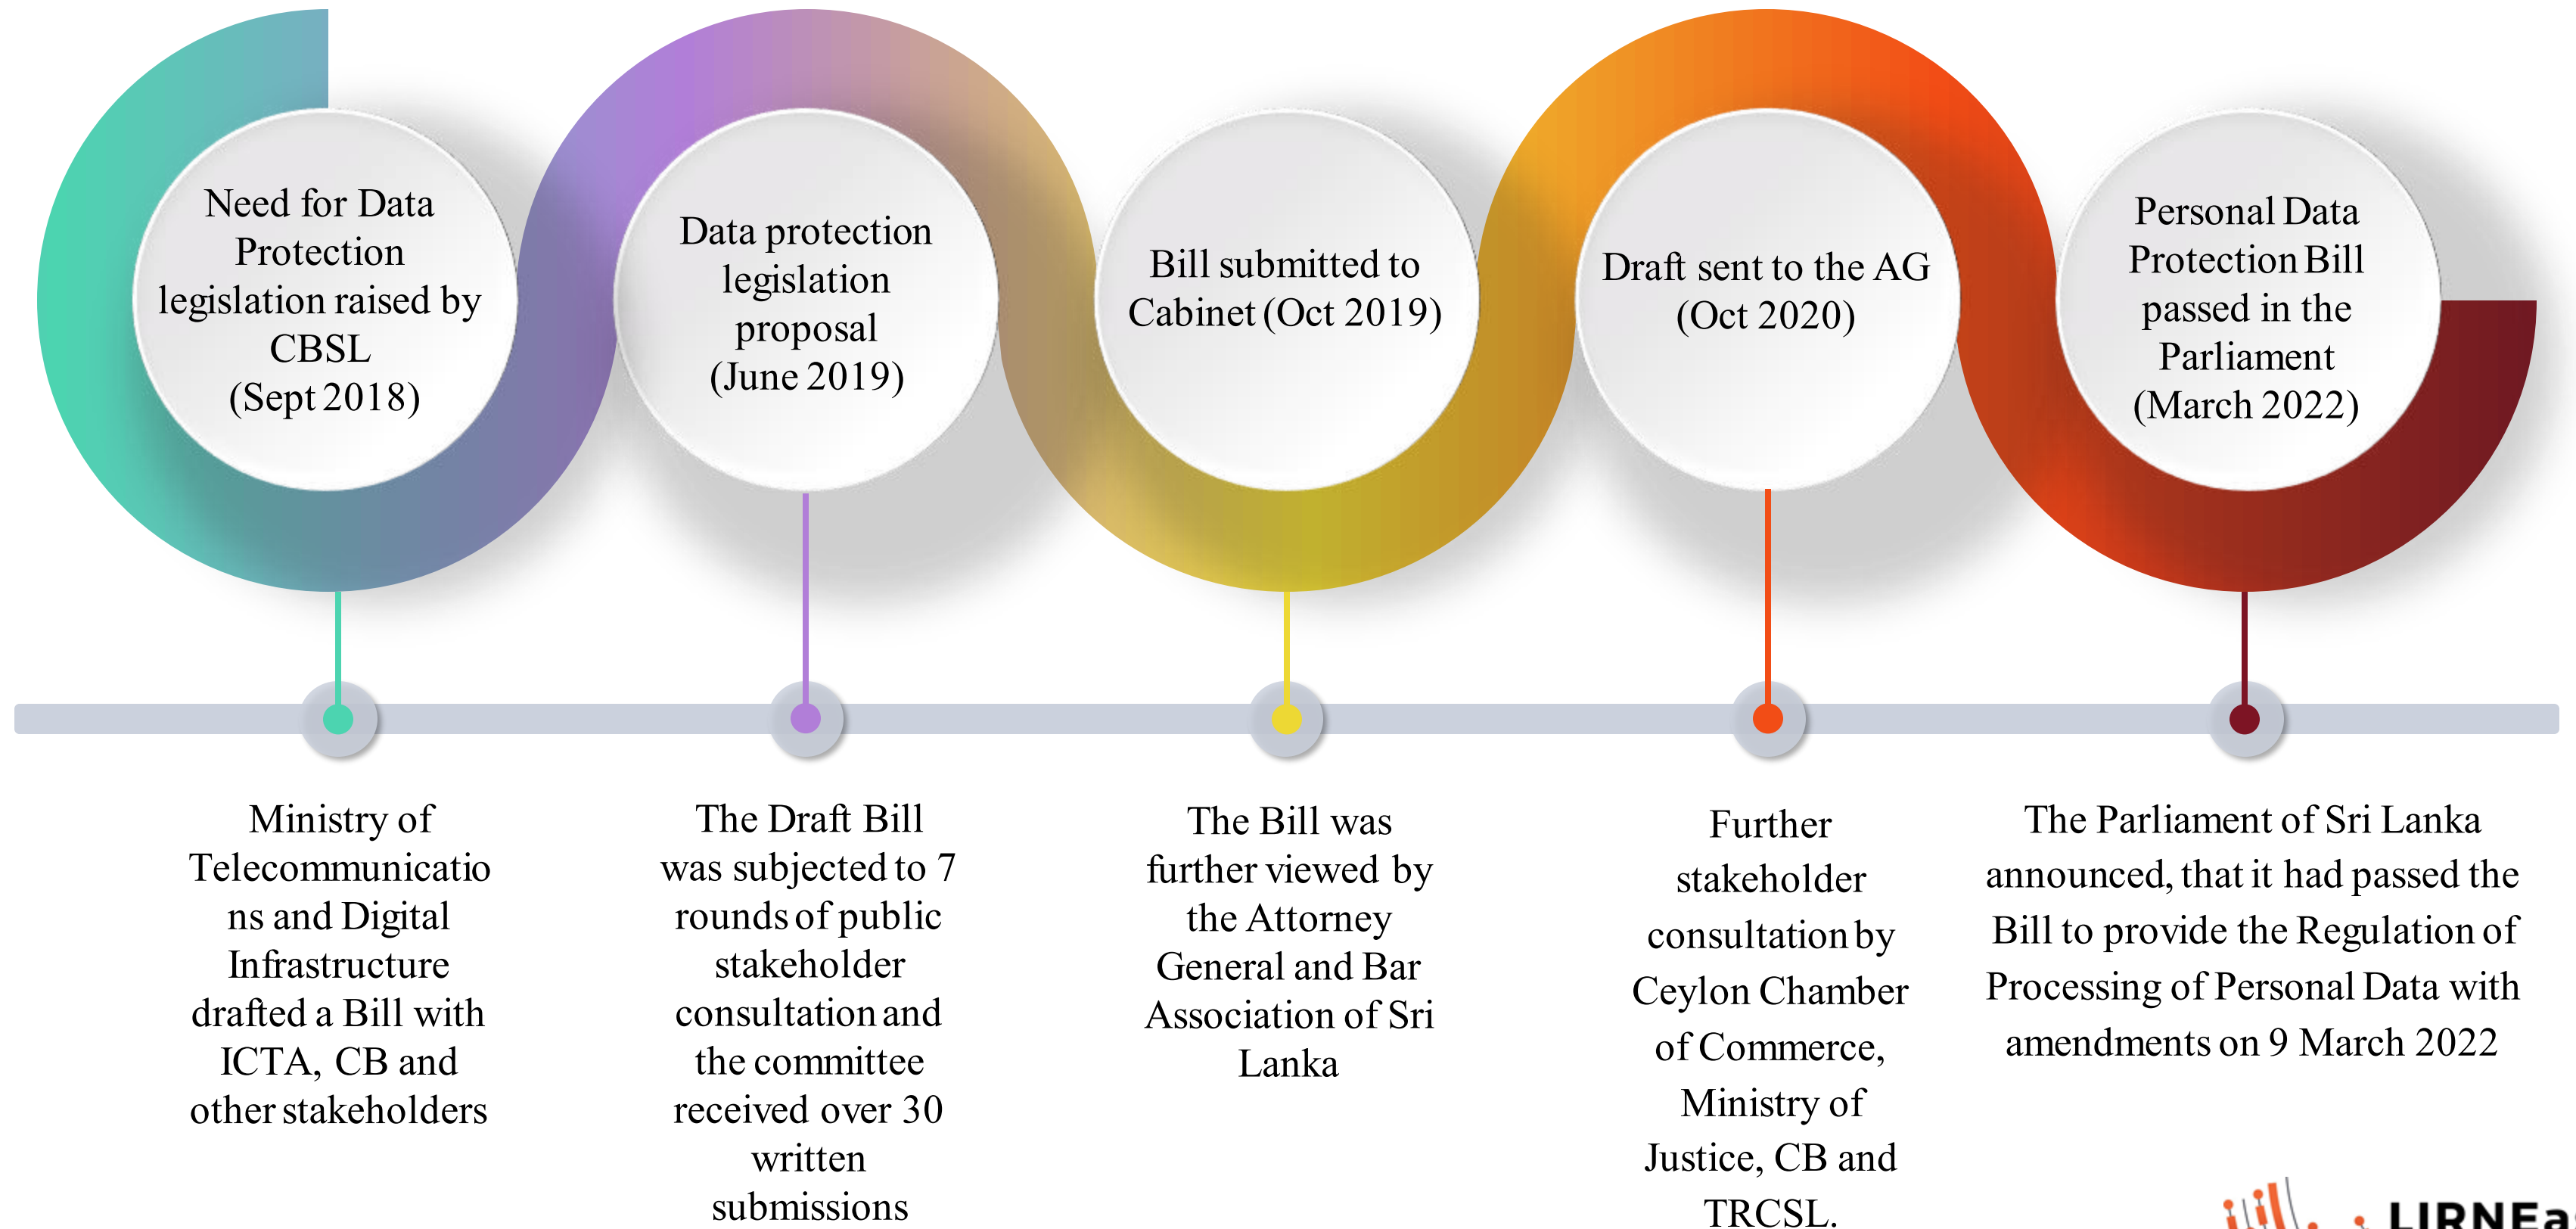 Need for Data
Protection
legislation raised by
CBSL
(Sept 2018)
Data protection
legislation
proposal
(June 2019)
Bill submitted to
Cabinet (Oct 2019)
Draft sent to the AG
(Oct 2020)
Personal Data
Protection Bill
passed in the
Parliament
(March 2022)
Ministry of
Telecommunicatio
ns and Digital
Infrastructure
drafted a Bill with
ICTA, CB and
other stakeholders
The Draft Bill
was subjected to 7
rounds of public
stakeholder
consultation and
the committee
received over 30
written
submissions
The Bill was
further viewed by
the Attorney
General and Bar
Association of Sri
Lanka
Further
stakeholder
consultation by
Ceylon Chamber
of Commerce,
Ministry of
Justice, CB and
TRCSL.
The Parliament of Sri Lanka
announced, that it had passed the
Bill to provide the Regulation of
Processing of Personal Data with
amendments on 9 March 2022